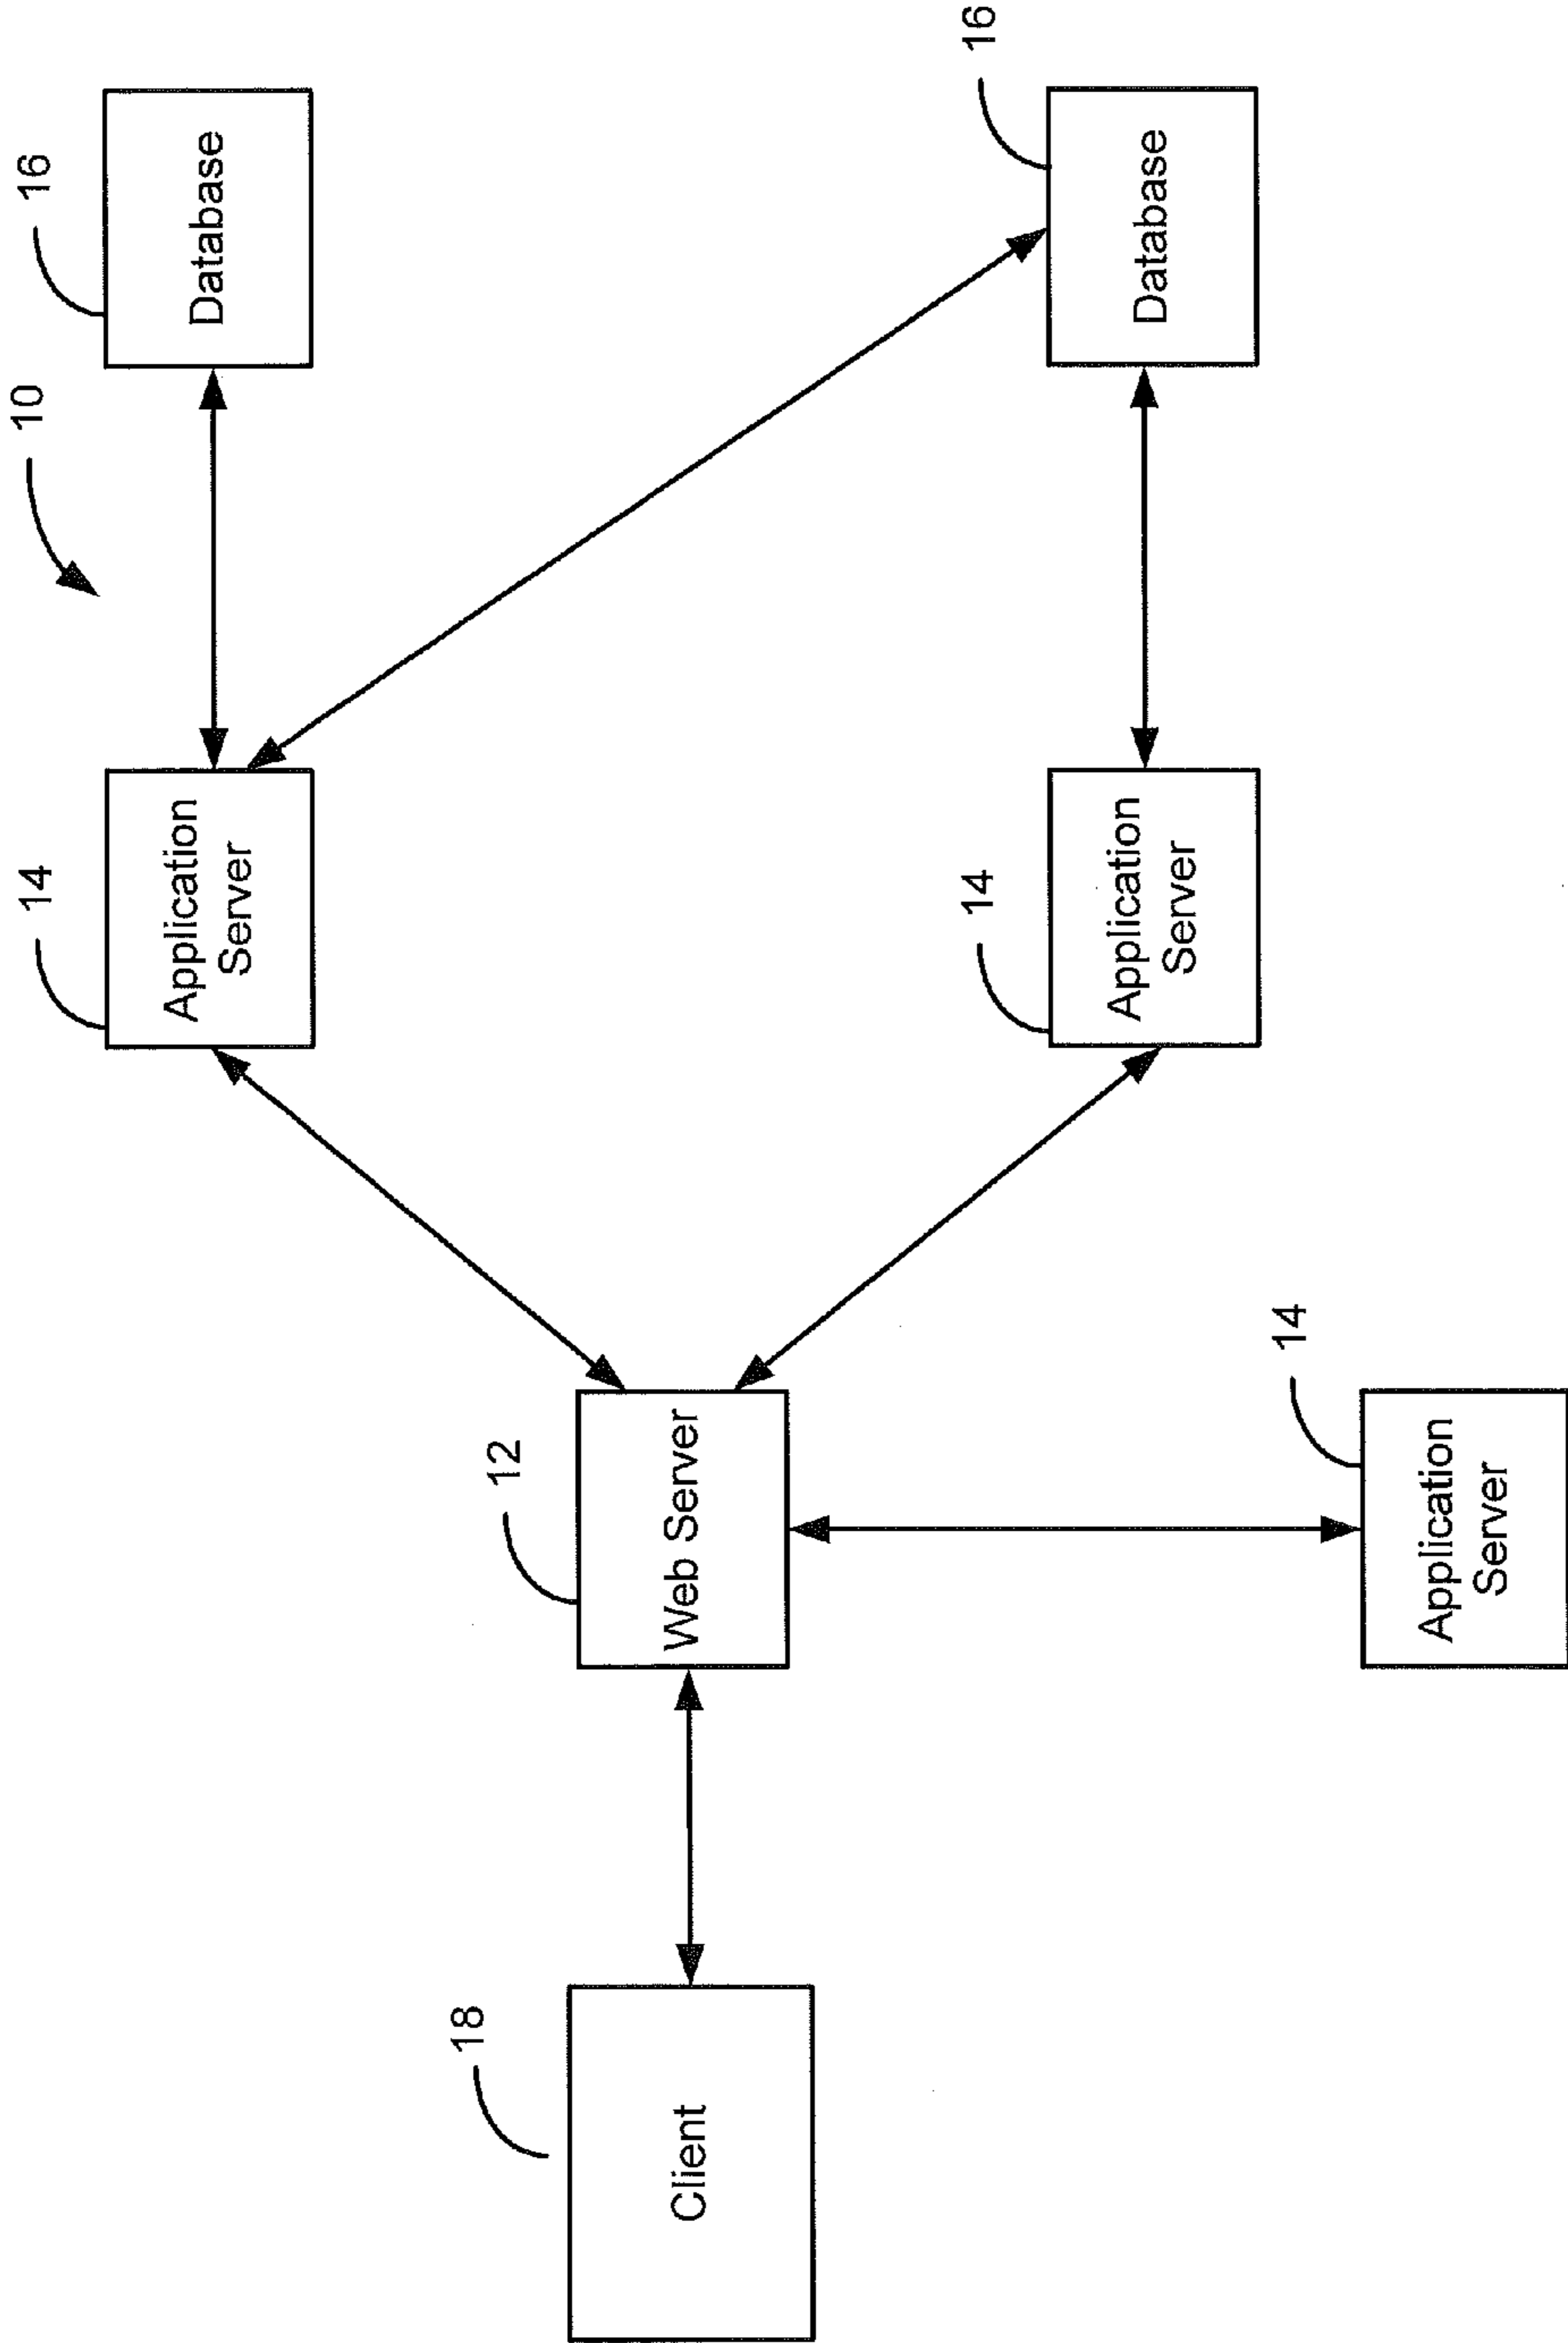 10
14
16
Application
Server
Database
12
18
Web Server
Client
14
16
Application
Server
Database
14
Application
Server